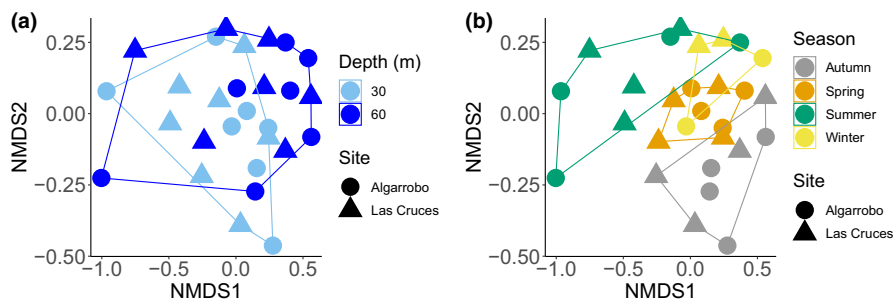 (a)
NMDS2
0.25
0.00
−0.25
−0.50
−1.0 −0.5 0.0 0.5
NMDS1
Depth (m)
30
60
Site
Algarrobo
Las Cruces
(b)
NMDS2
0.25
0.00
−0.25
−0.50
−1.0 −0.5 0.0 0.5
NMDS1
Season
Autumn
Spring
Summer
Winter
Site
Algarrobo
Las Cruces